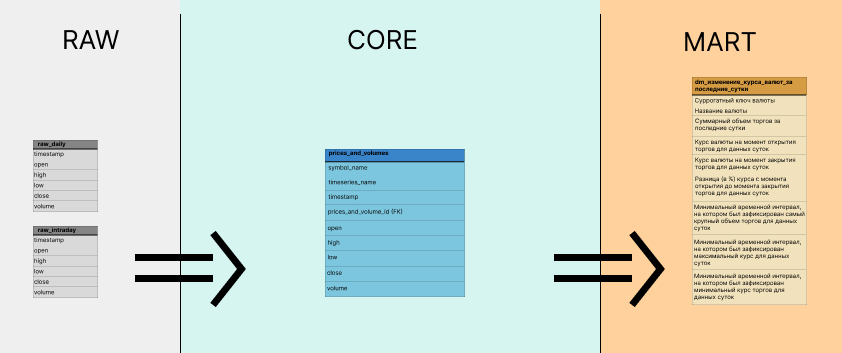 RAW
CORE
MART
raw_daily
timestamp
open
high
low
close
volume
raw_intraday
timestamp
open
high
low
close
volume
prices_and_volumes
symbol_name
timeseries_name
timestamp
prices_and_volume_id (FK)
open
high
low
close
volume
dm_изменение_курса_валют_за
последние_сутки
Суррогатный ключ валюты
Название валюты
Суммарный объем торгов за
последние сутки
Курс валюты на момент открытия
торгов для данных суток
Курс валюты на момент закрытия
торгов для данных суток
Разница (в %) курса с момента
открытия до момента закрытия
торгов для данных суток
Минимальный временной интервал,
на котором был зафиксирован самый
крупный объем торгов для данных
суток
Минимальный временной интервал,
на котором был зафиксирован
максимальный курс для данных
суток
Минимальный временной интервал,
на котором был зафиксирован
минимальный курс торгов для
данных суток